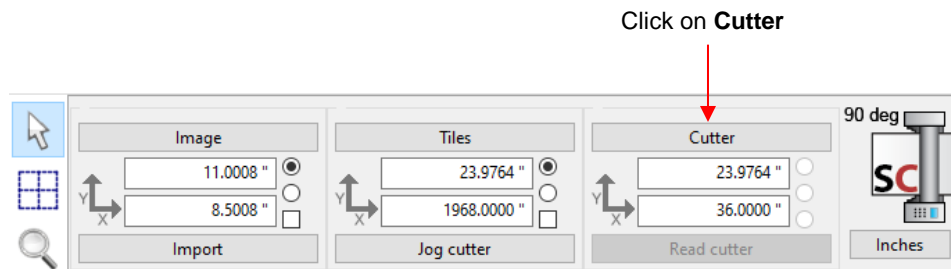 Click on Cutter
90 deg
Image Tiles Cutter
Y 11.0008 " Y 23.9764 " Y 23.9764 "
X 8.5008 " X 1968.0000 " X 36.0000 "
SC
Import Jog cutter Read cutter Inches